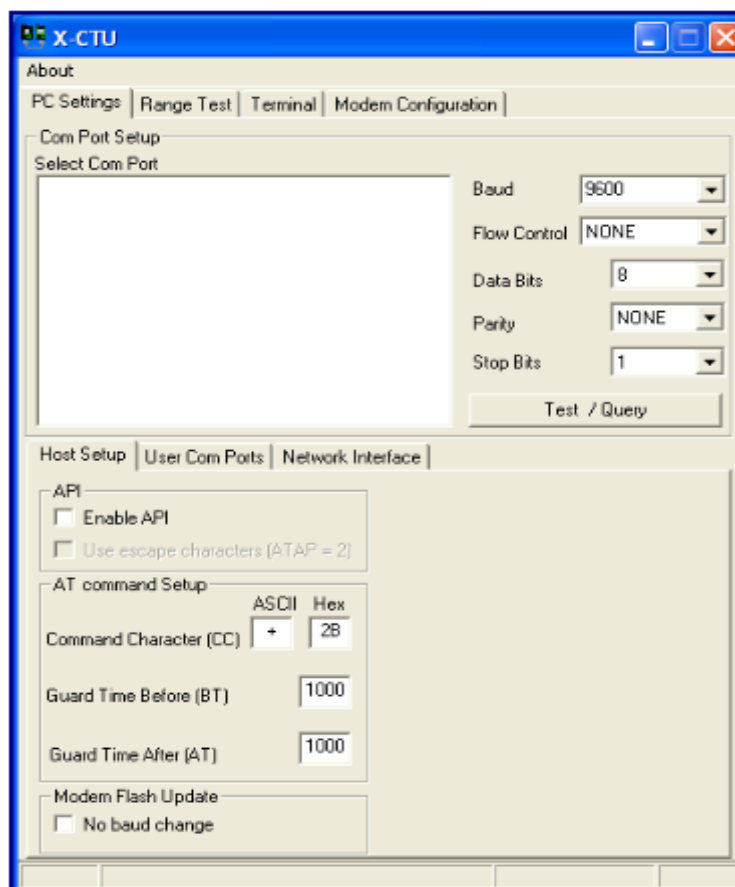 X-CTU
About
PC Settings Range Test Terminal Modem Configuration
Com Port Setup
Select Com Port
Baud 9600
Flow Control NONE
Data Bits 8
Parity NONE
Stop Bits 1
Test / Query
Host Setup User Com Ports Network Interface
API
Enable API
Use escape characters (ATAP = 2)
AT command Setup
ASCII Hex
Command Character (CC) + 2B
Guard Time Before (BT) 1000
Guard Time After (AT) 1000
Modem Flash Update
No baud change